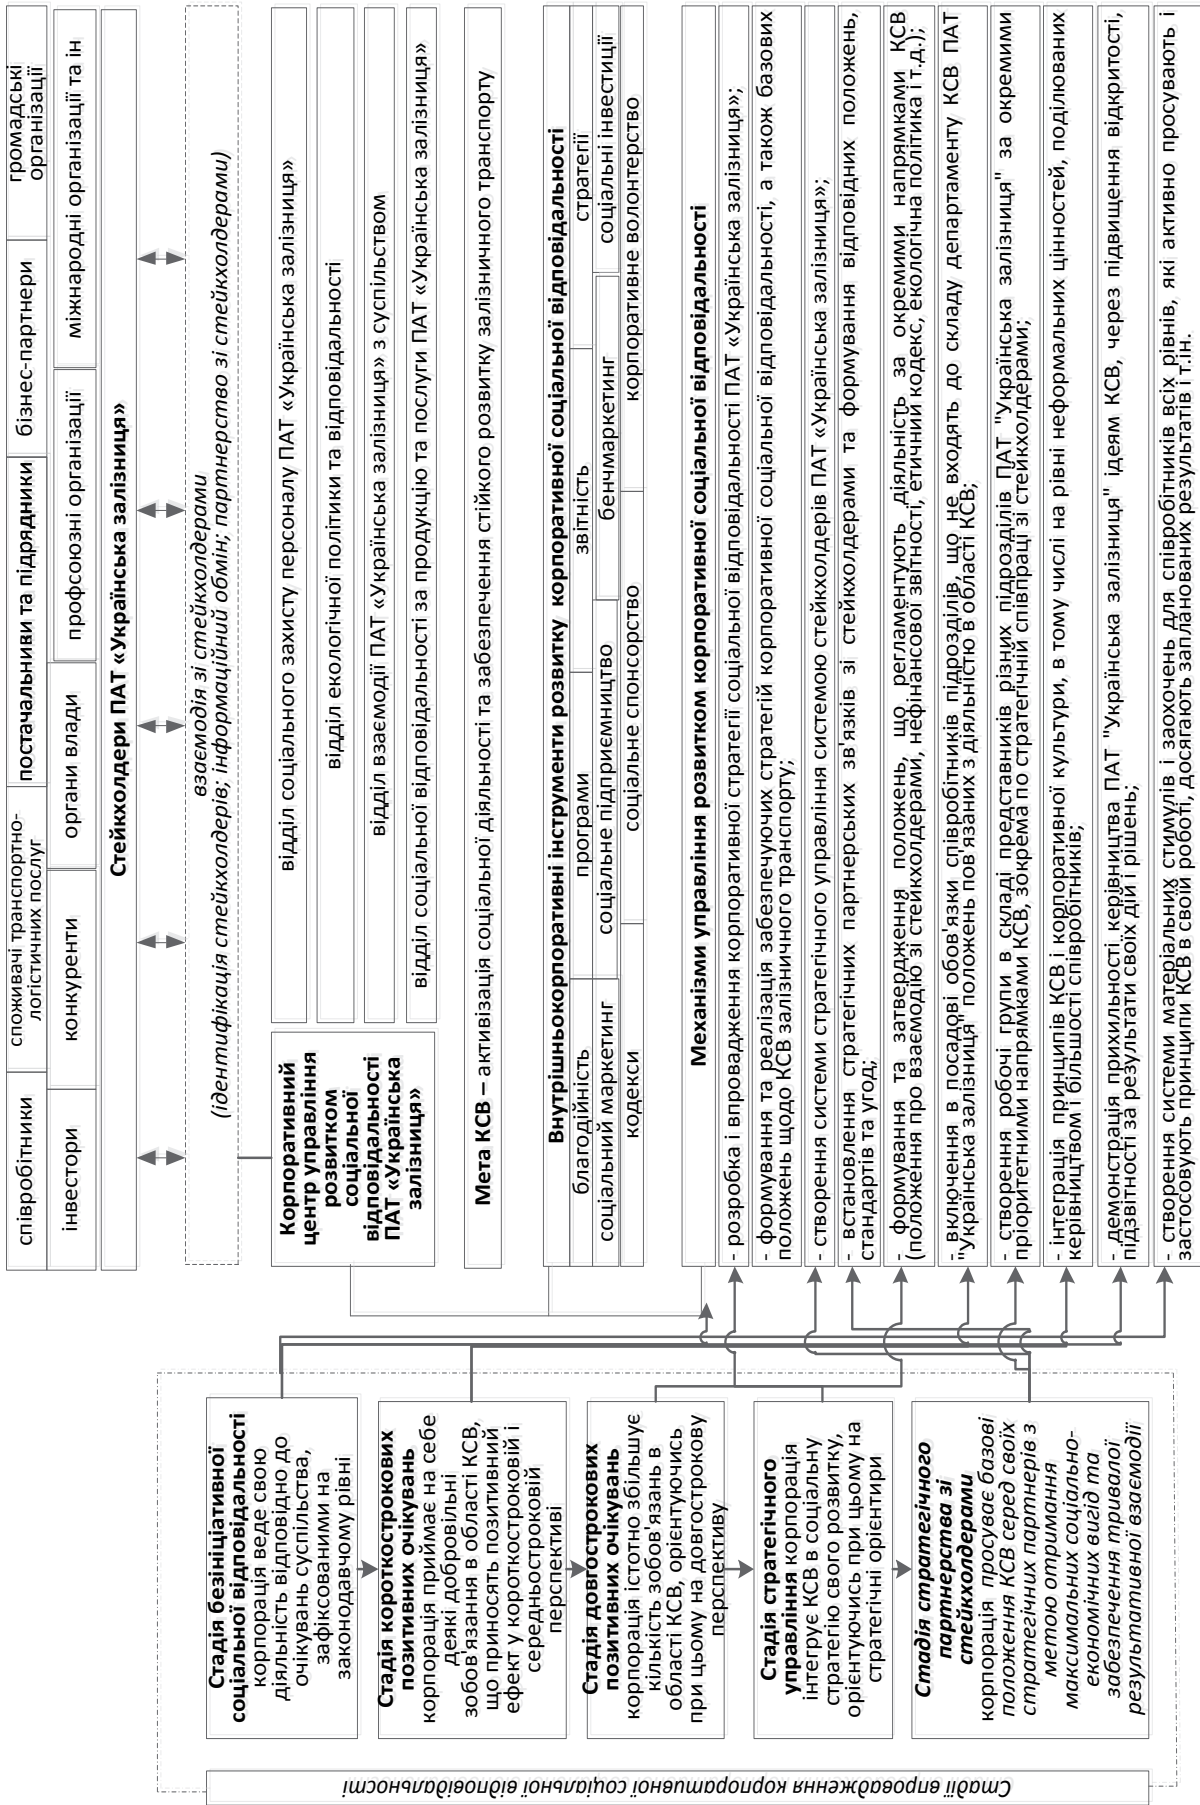 співробітники
споживачі транспортно-
логістичних послуг
постачальниви та підрядники
бізнес-партнери
громадські
організації
інвестори
конкуренти
органи влади
профсоюзні організації
міжнародні організації та ін
Стейкхолдери ПАТ «Українська залізниця»
взаємодія зі стейкхолдерами
(ідентифікація стейкхолдерів; інформаційний обмін; партнерство зі стейкхолдерами)
Корпоративний
центр управління
розвитком
соціальної
відповідальності
ПАТ «Українська
залізниця»
відділ соціального захисту персоналу ПАТ «Українська залізниця»
відділ екологічної політики та відповідальності
відділ взаємодії ПАТ «Українська залізниця» з суспільством
відділ соціальної відповідальності за продукцію та послуги ПАТ «Українська залізниця»
Мета КСВ – активізація соціальної діяльності та забезпечення стійкого розвитку залізничного транспорту
Внутрішньокорпоративні інструменти розвитку корпоративної соціальної відповідальності
благодійність
програми
звітність
стратегії
соціальний маркетинг
соціальне підприємництво
бенчмаркетинг
соціальні інвестиції
кодекси
соціальне спонсорство
корпоративне волонтерство
Механізми управління розвитком корпоративної соціальної відповідальності
- розробка і впровадження корпоративної стратегії соціальної відповідальності ПАТ «Українська залізниця»;
- формування та реалізація забезпечуючих стратегій корпоративної соціальної відповідальності, а також базових
положень щодо КСВ залізничного транспорту;
- створення системи стратегічного управління системою стейкхолдерів ПАТ «Українська залізниця»;
- встановлення стратегічних партнерських зв'язків зі стейкхолдерами та формування відповідних положень,
стандартів та угод;
- формування та затвердження положень, що регламентують діяльність за окремими напрямками КСВ
(положення про взаємодію зі стейкхолдерами, нефінансової звітності, етичний кодекс, екологічна політика і т.д.);
- включення в посадові обов'язки співробітників підрозділів, що не входять до складу департаменту КСВ ПАТ
"Українська залізниця" положень пов'язаних з діяльністю в області КСВ;
- створення робочі групи в складі представників різних підрозділів ПАТ "Українська залізниця" за окремими
пріоритетними напрямками КСВ, зокрема по стратегічній співпраці зі стейкхолдерами;
- інтеграція принципів КСВ і корпоративної культури, в тому числі на рівні неформальних цінностей, поділюваних
керівництвом і більшості співробітників;
- демонстрація прихильності керівництва ПАТ "Українська залізниця" ідеям КСВ, через підвищення відкритості,
підзвітності за результати своїх дій і рішень;
- створення системи матеріальних стимулів і заохочень для співробітників всіх рівнів, які активно просувають і
застосовують принципи КСВ в своїй роботі, досягають запланованих результатів і т.ін.
Стадії впровадження корпоративної соціальної відповідальності
Стадія безініціативної
соціальної відповідальності
корпорація веде свою
діяльність відповідно до
очікувань суспільства,
зафіксованими на
законодавчому рівні
Стадія короткострокових
позитивних очікувань
корпорація приймає на себе
деякі добровільні
зобов'язання в області КСВ,
що приносять позитивний
ефект у короткостроковій і
середньостроковій
перспективі
Стадія довгострокових
позитивних очікувань
корпорація істотно збільшує
кількість зобов'язань в
області КСВ, орієнтуючись
при цьому на довгострокову
перспективу
Стадія стратегічного
управління корпорація
інтегрує КСВ в соціальну
стратегію свого розвитку,
орієнтуючись при цьому на
стратегічні орієнтири
Стадія стратегічного
партнерства зі
стейкхолдерами
корпорація просуває базові
положення КСВ серед своїх
стратегічних партнерів з
метою отримання
максимальних соціально-
економічних вигід та
забезпечення тривалої
результативної взаємодії